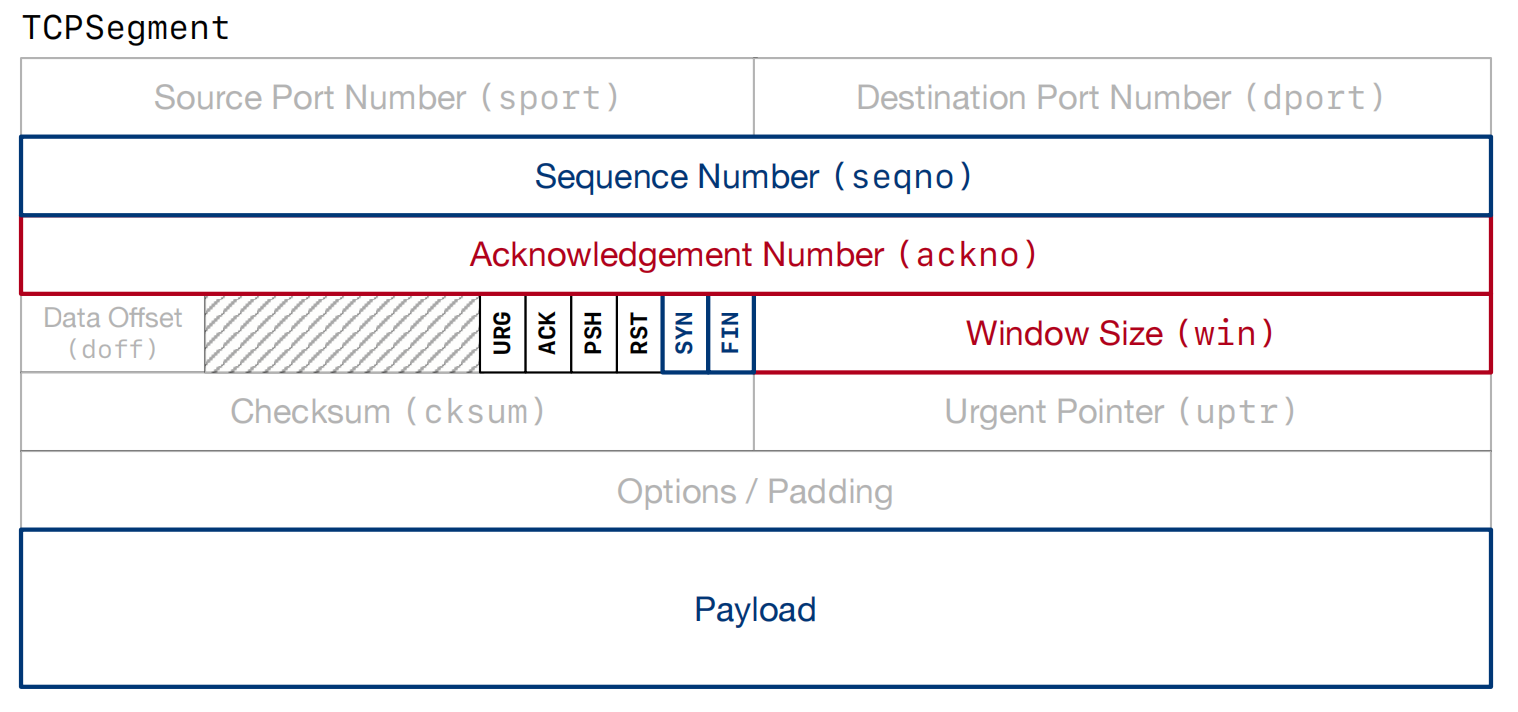 TCPSegment
Source Port Number (sport)
Destination Port Number (dport)
Sequence Number (seqno)
Acknowledgement Number (ackno)
Data Offset
(doff)
URG
ACK
PSH
RST
SYN
FIN
Window Size (win)
Checksum (cksum)
Urgent Pointer (uptr)
Options / Padding
Payload